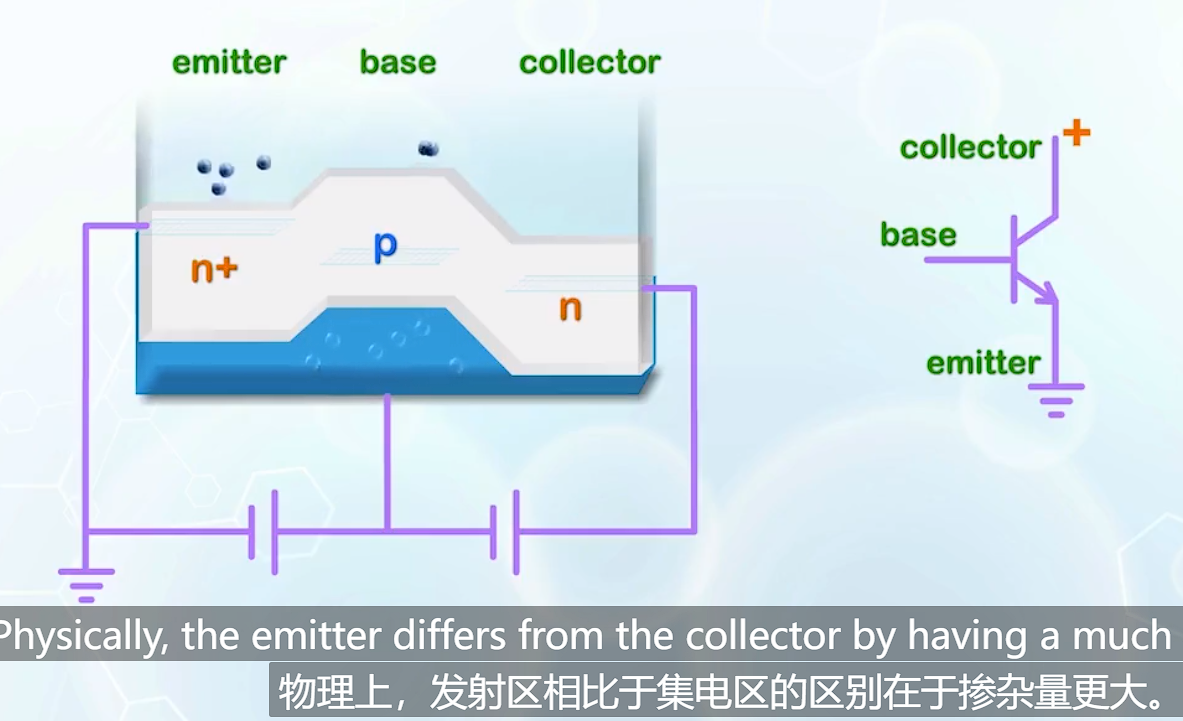 emitter base collector
+
collector
base
p
n+
n
emitter
Physically, the emitter differs from the collector by having a much
物理上，发射区相比于集电区的区别在于掺杂量更大。